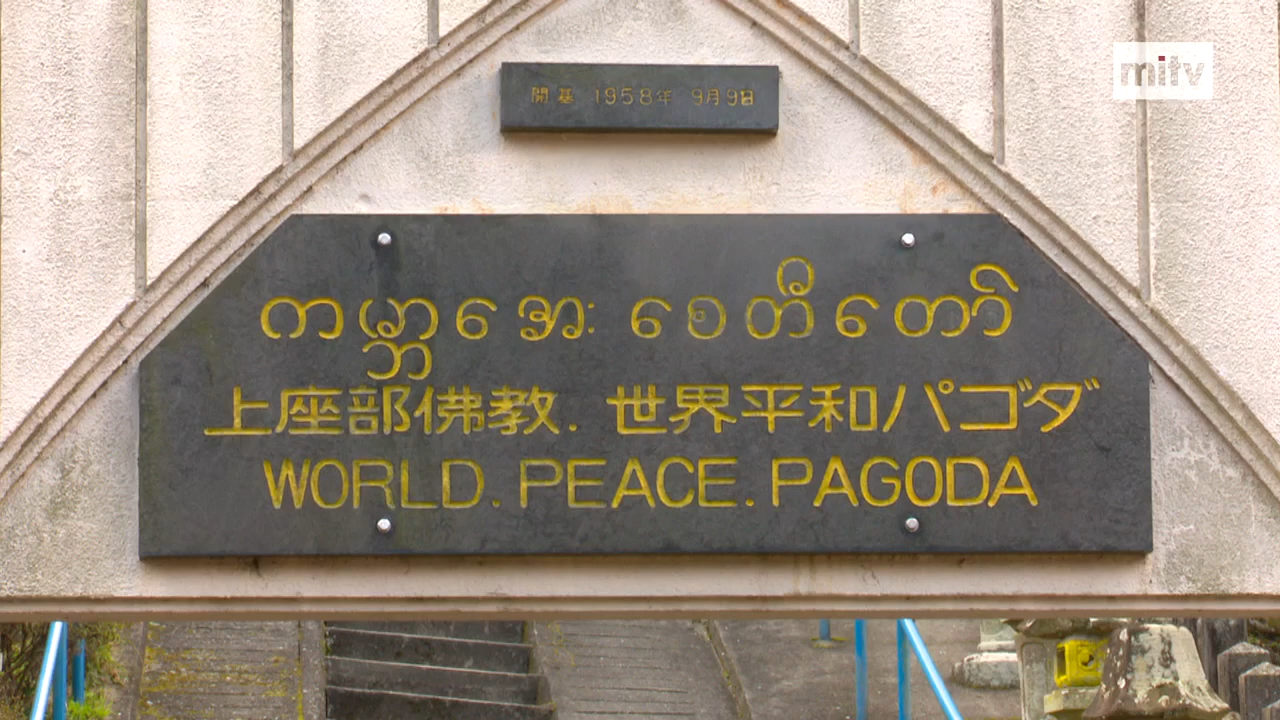 mitv
開基 1958年 9月9日
ကမ္ဘာအေး စေတီတော်
上座部佛教. 世界平和パゴダ
WORLD. PEACE. PAGODA